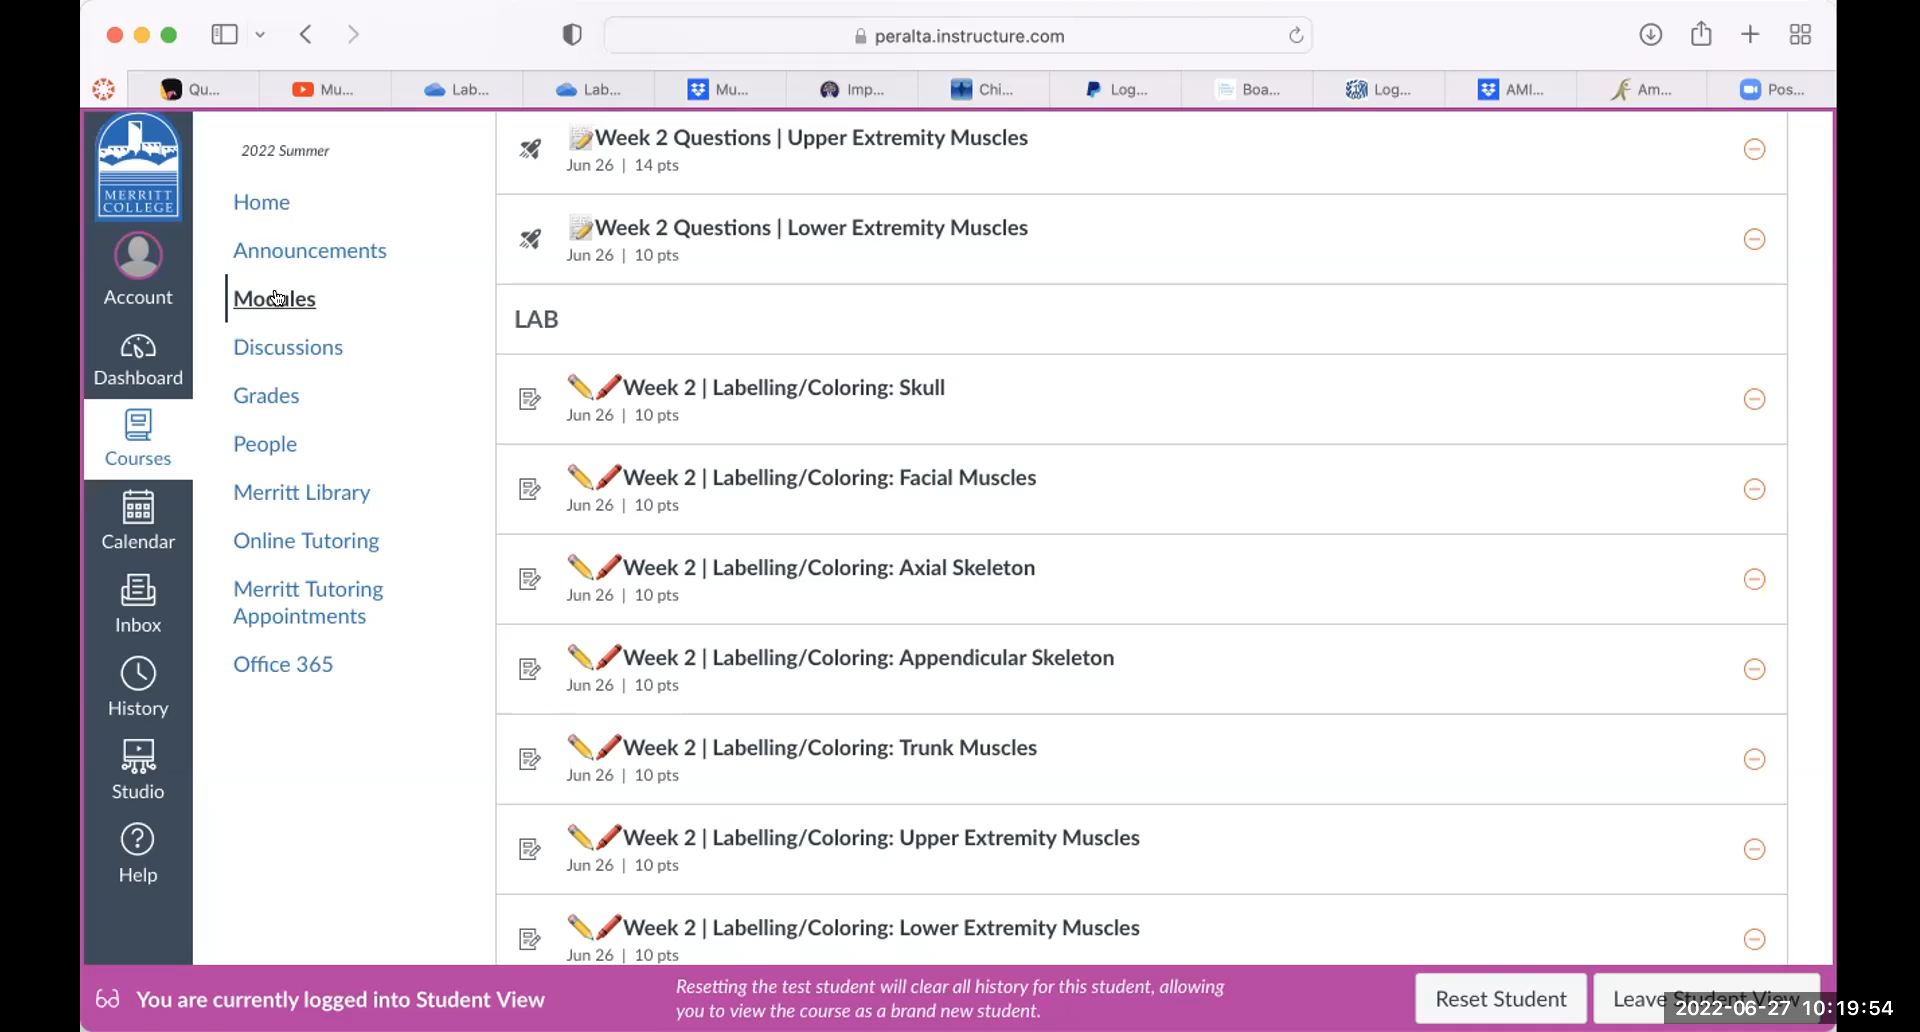 peralta.instructure.com
Qu...
Mu...
Lab...
Lab...
Mu...
Imp...
Chi...
Log...
Boa...
Log...
AMI...
Am...
Pos...
MERRITT
COLLEGE
Account
Dashboard
Courses
Calendar
Inbox
History
Studio
Help
2022 Summer
Home
Announcements
Modules
Discussions
Grades
People
Merritt Library
Online Tutoring
Merritt Tutoring
Appointments
Office 365
Week 2 Questions | Upper Extremity Muscles
Jun 26 | 14 pts
Week 2 Questions | Lower Extremity Muscles
Jun 26 | 10 pts
LAB
Week 2 | Labelling/Coloring: Skull
Jun 26 | 10 pts
Week 2 | Labelling/Coloring: Facial Muscles
Jun 26 | 10 pts
Week 2 | Labelling/Coloring: Axial Skeleton
Jun 26 | 10 pts
Week 2 | Labelling/Coloring: Appendicular Skeleton
Jun 26 | 10 pts
Week 2 | Labelling/Coloring: Trunk Muscles
Jun 26 | 10 pts
Week 2 | Labelling/Coloring: Upper Extremity Muscles
Jun 26 | 10 pts
Week 2 | Labelling/Coloring: Lower Extremity Muscles
Jun 26 | 10 pts
You are currently logged into Student View
Resetting the test student will clear all history for this student, allowing
you to view the course as a brand new student.
Reset Student
Leave Student View
2022-06-27 10:19:54